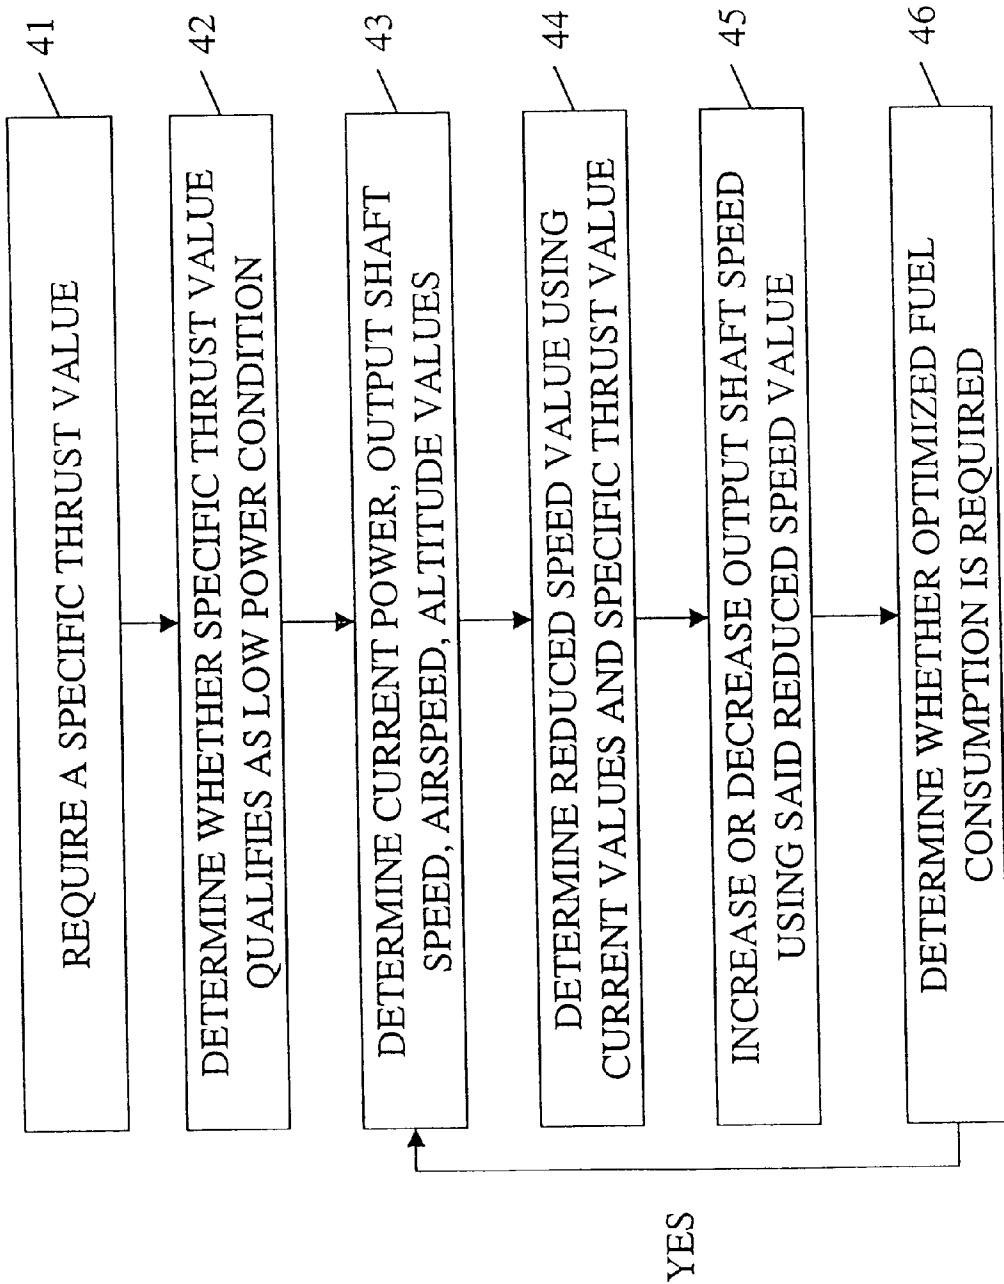 REQUIRE A SPECIFIC THRUST VALUE
41
DETERMINE WHETHER SPECIFIC THRUST VALUE
QUALIFIES AS LOW POWER CONDITION
42
DETERMINE CURRENT POWER, OUTPUT SHAFT
SPEED, AIRSPEED, ALTITUDE VALUES
43
DETERMINE REDUCED SPEED VALUE USING
CURRENT VALUES AND SPECIFIC THRUST VALUE
44
INCREASE OR DECREASE OUTPUT SHAFT SPEED
USING SAID REDUCED SPEED VALUE
45
DETERMINE WHETHER OPTIMIZED FUEL
CONSUMPTION IS REQUIRED
46
YES